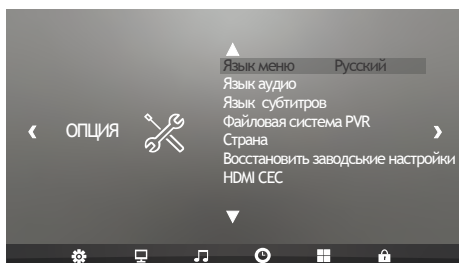 ОПЦИЯ
Язык меню Русский
Язык аудио
Язык субтитров
Файловая система PVR
Страна
Восстановить заводськие настройки
HDMI CEC